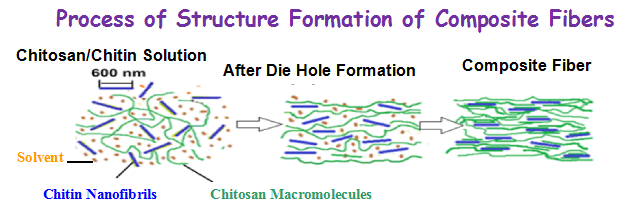 Process of Structure Formation of Composite Fibers
Chitosan/Chitin Solution
600 nm
After Die Hole Formation
Composite Fiber
Solvent
Chitin Nanofibrils
Chitosan Macromolecules